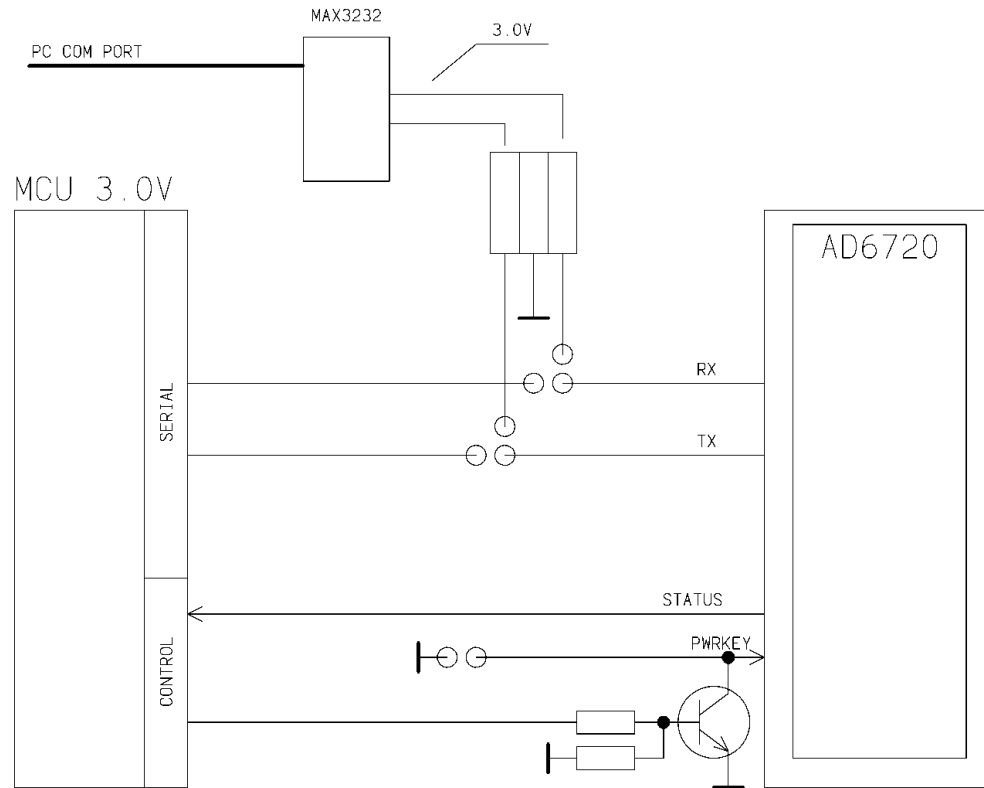 MAX3232
3.0V
PC COM PORT
MCU 3.0V
AD6720
RX
SERIAL
TX
STATUS
PWRKEY
CONTROL